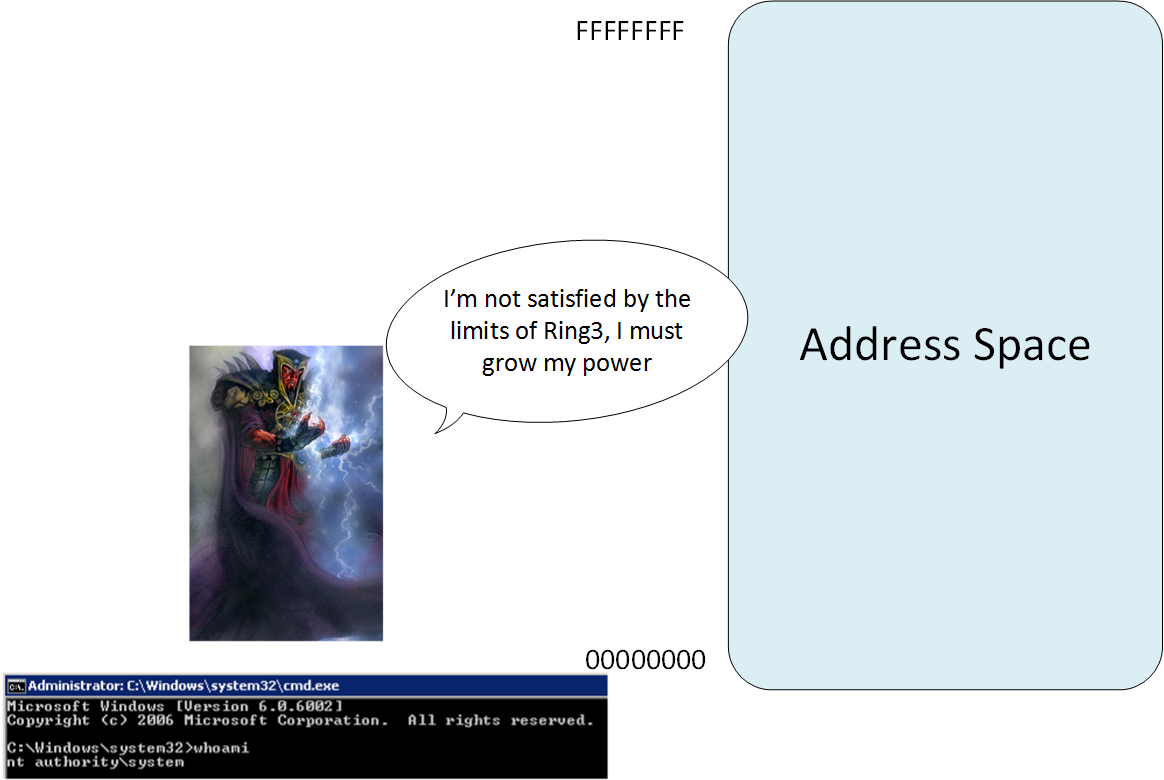 FFFFFFFF
I’m not satisfied by the
limits of Ring3, I must
grow my power
Address Space
00000000
Administrator: C:\Windows\system32\cmd.exe
Microsoft Windows [Version 6.0.6002]
Copyright (c) 2006 Microsoft Corporation.  All rights reserved.
C:\Windows\system32>whoami
nt authority\system